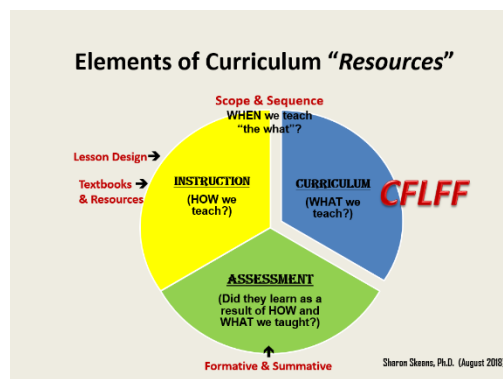 Elements of Curriculum “Resources”
Scope & Sequence
WHEN we teach
“the what”?
Lesson Design
Textbooks
& Resources
INSTRUCTION
(HOW we
teach?)
CURRICULUM
(WHAT we
teach?)
CFLFF
ASSESSMENT
(Did they learn as a
result of HOW and
WHAT we taught?)
Formative & Summative
Sharon Skeans, Ph.D. (August 2018)